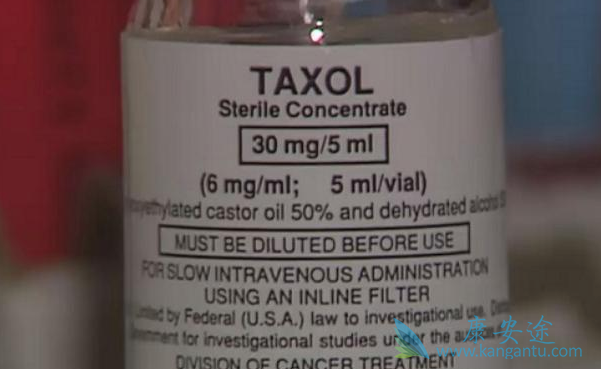 TAXOL
Sterile Concentrate
30 mg/5 ml
(6 mg/ml; 5 ml/vial)
castor oil 50% and dehydrated alcohol
MUST BE DILUTED BEFORE USE
FOR SLOW INTRAVENOUS ADMINISTRATION
USING AN INLINE FILTER
by Federal (U.S.A.) law to investigational use.
for investigational studies under the
DIVISION OF CANCER TREATMENT
康安途
www.kangantu.com